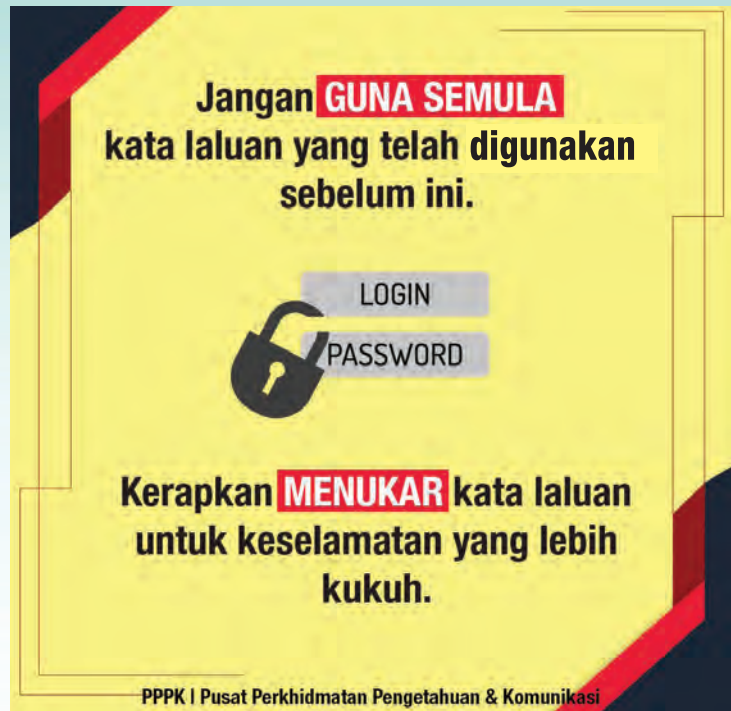 Jangan GUNA SEMULA
kata laluan yang telah digunakan
sebelum ini.
LOGIN
PASSWORD
Kerapkan MENUKAR kata laluan
untuk keselamatan yang lebih
kukuh.
PPPK | Pusat Perkhidmatan Pengetahuan & Komunikasi